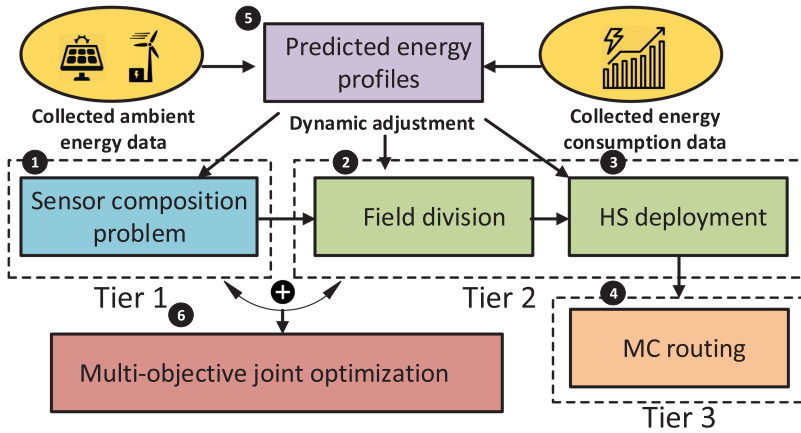 5
Predicted energy
profiles
Collected ambient
energy data
Dynamic adjustment
Collected energy
consumption data
1
Sensor composition
problem
2
Field division
3
HS deployment
Tier 1
+
Tier 2
4
MC routing
Tier 3
6
Multi-objective joint optimization